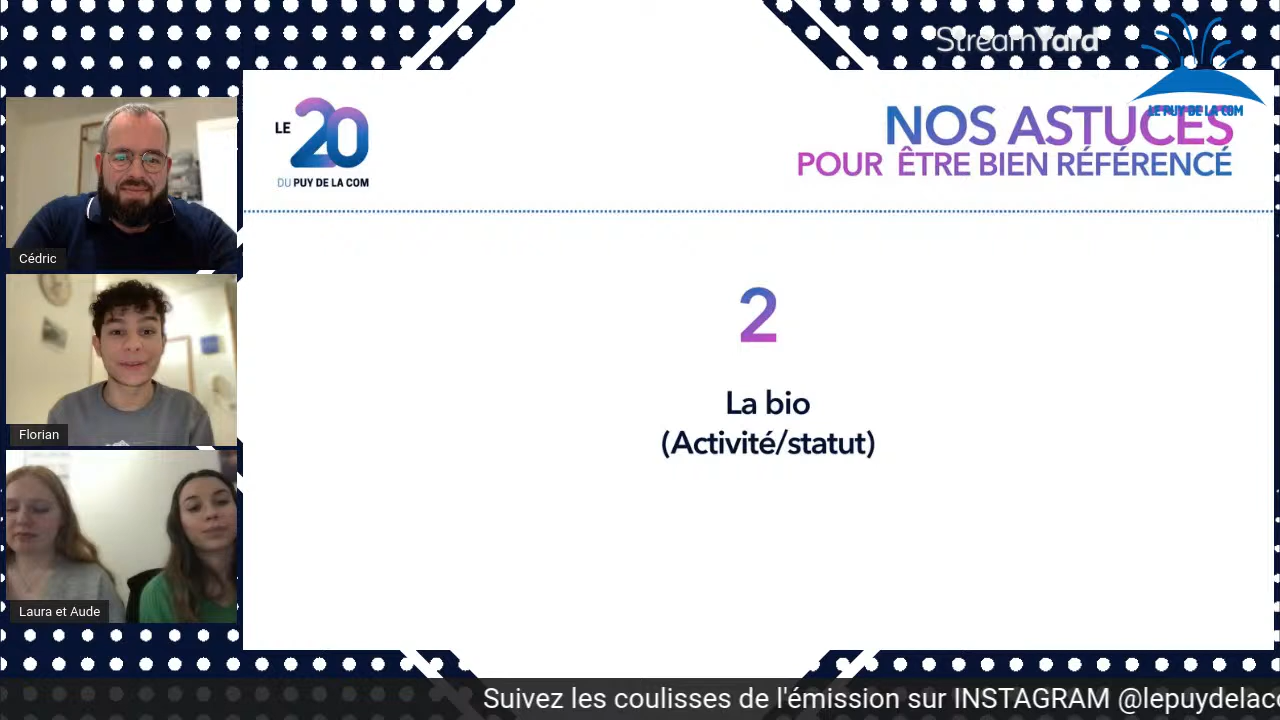 StreamYard
LE PUY DE LA COM
LE 20
DU PUY DE LA COM
NOS ASTUCES
POUR ÊTRE BIEN RÉFÉRENCÉ
Cédric
2
La bio
(Activité/statut)
Florian
Laura et Aude
Suivez les coulisses de l'émission sur INSTAGRAM @lepuydelac